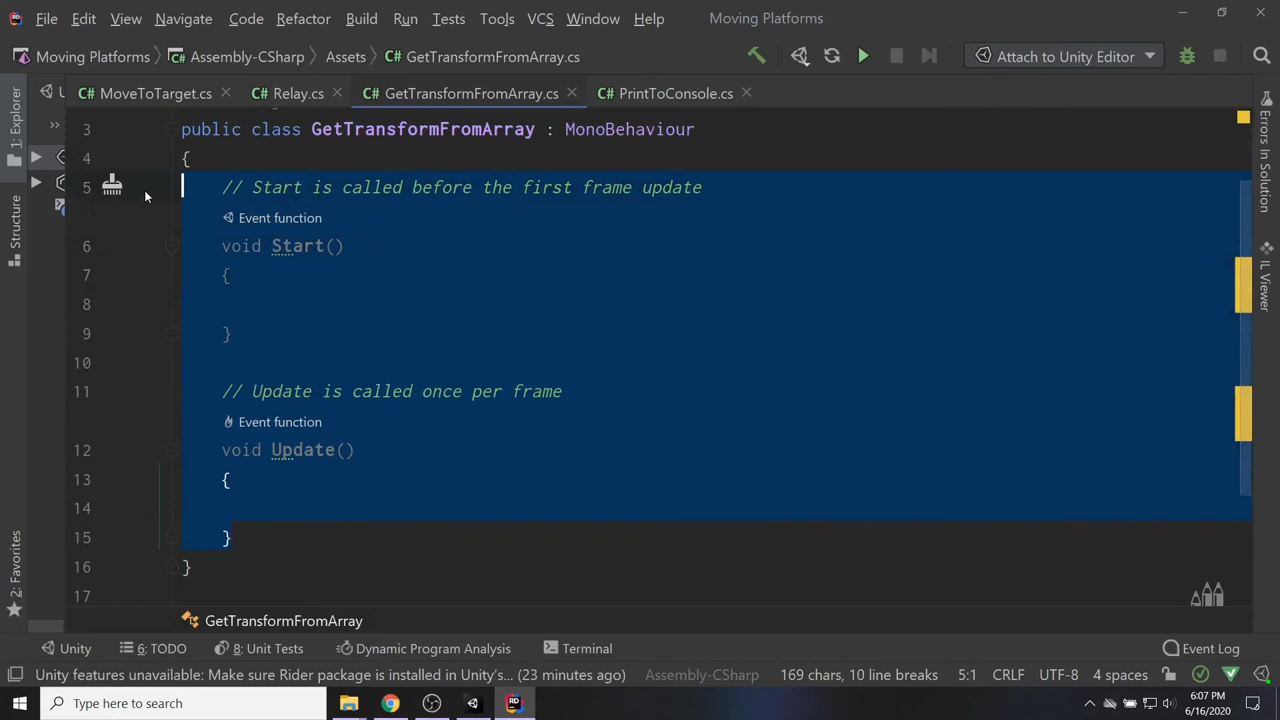 File Edit View Navigate Code Refactor Build Run Tests Tools VCS Window Help Moving Platforms
Moving Platforms Assembly-CSharp Assets GetTransformFromArray.cs Attach to Unity Editor
MoveToTarget.cs Relay.cs GetTransformFromArray.cs PrintToConsole.cs
3 public class GetTransformFromArray : MonoBehaviour
4 {
5 // Start is called before the first frame update
Event function
6 void Start()
7 {
8
9 }
10
11 // Update is called once per frame
Event function
12 void Update()
13 {
14
15 }
16 }
17
GetTransformFromArray
1: Explorer
Structure
2: Favorites
Errors In Solution
IL Viewer
Unity 6: TODO 8: Unit Tests Dynamic Program Analysis Terminal Event Log
Unity features unavailable: Make sure Rider package is installed in Unity's... (23 minutes ago) Assembly-CSharp 169 chars, 10 line breaks 5:1 CRLF UTF-8 4 spaces
Type here to search
6:07 PM
6/16/2020